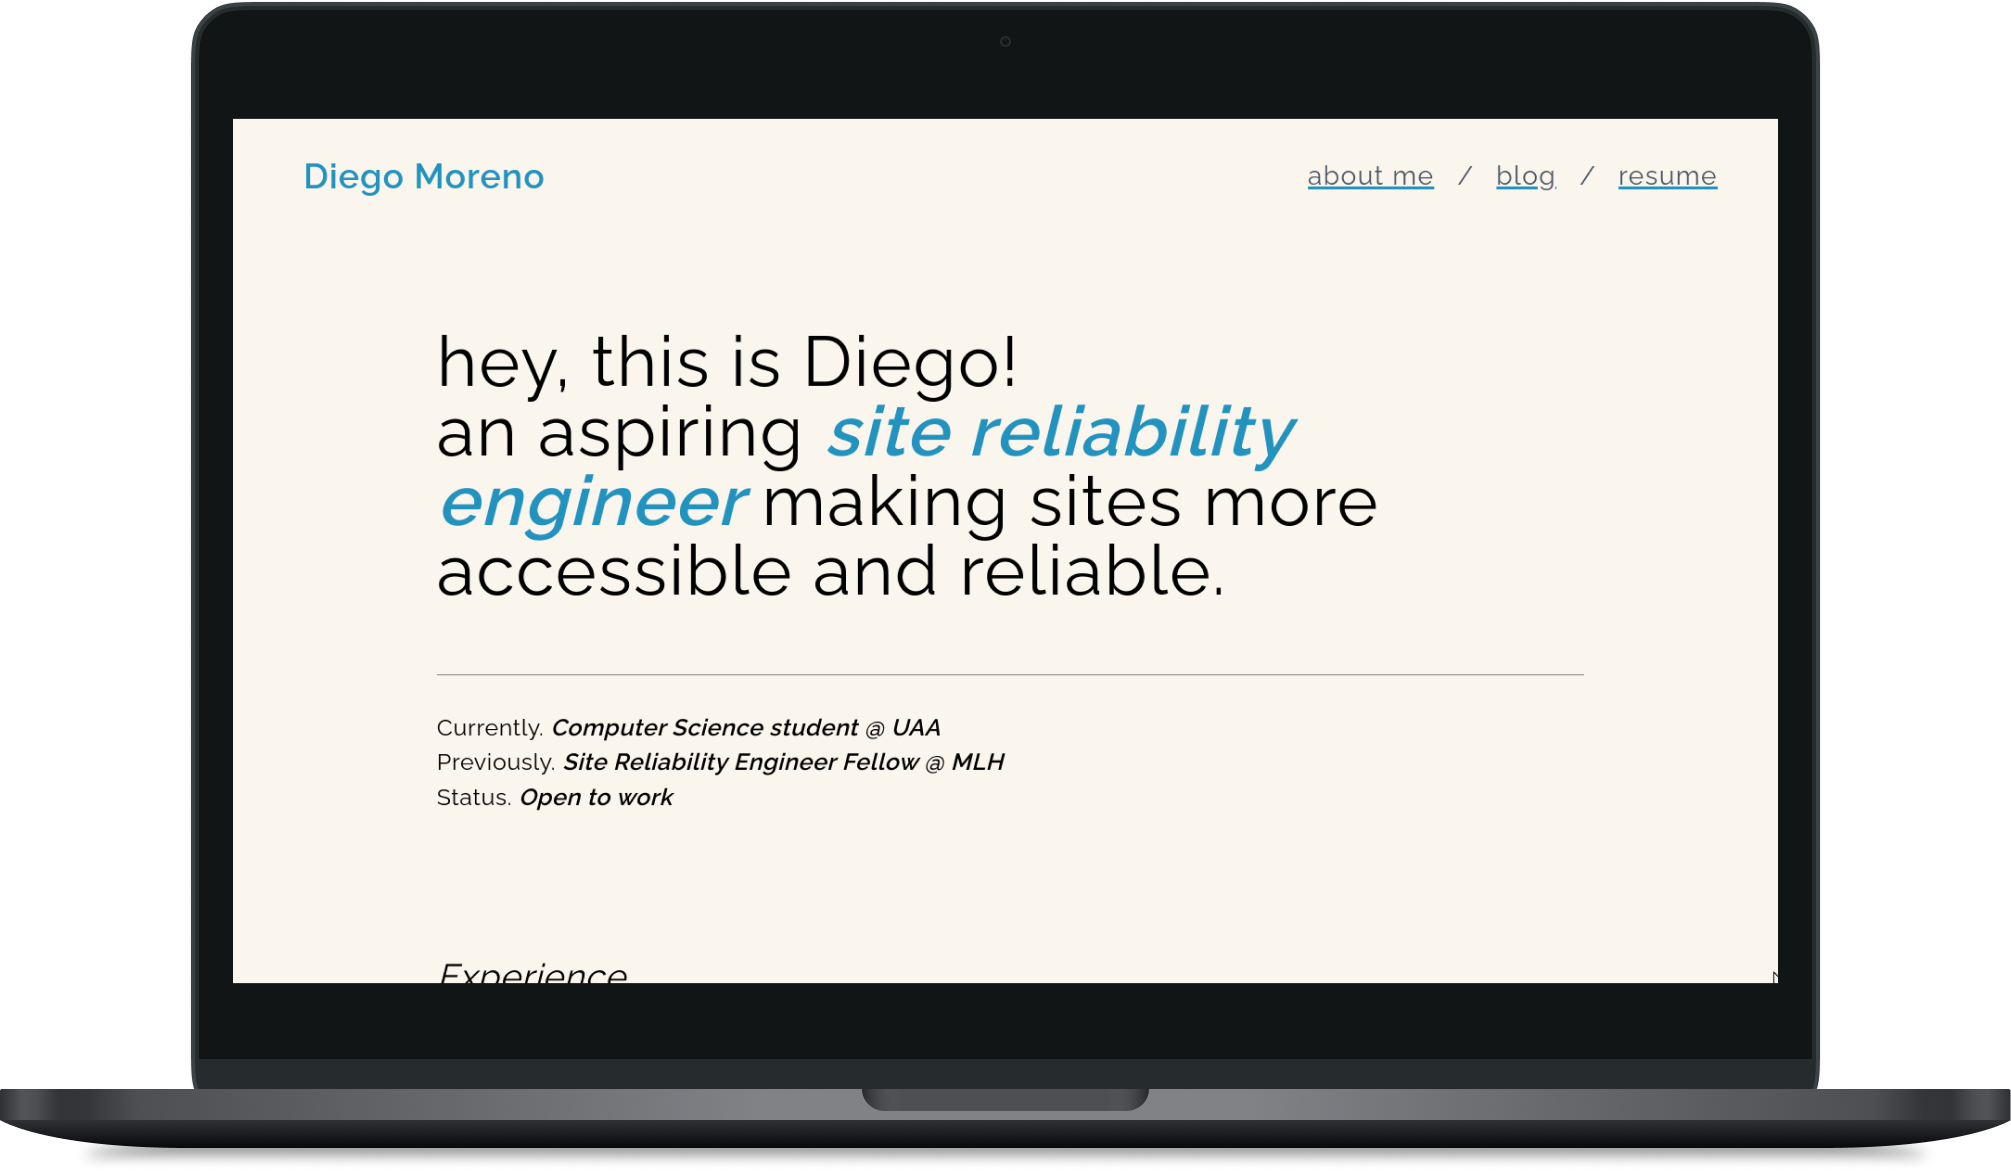 Diego Moreno
about me / blog / resume
hey, this is Diego!
an aspiring site reliability
engineer making sites more
accessible and reliable.
Currently. Computer Science student @ UAA
Previously. Site Reliability Engineer Fellow @ MLH
Status. Open to work
Experience